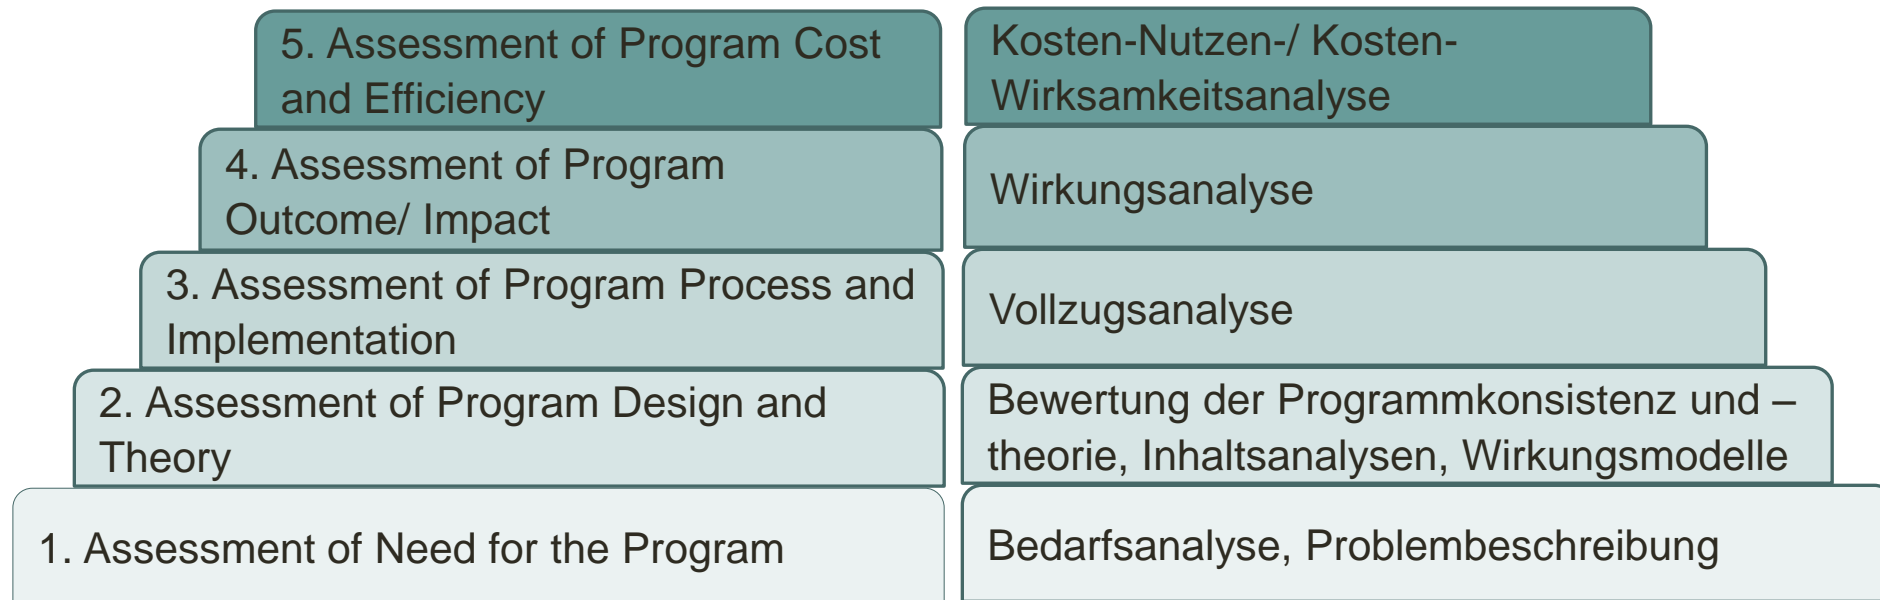 5. Assessment of Program Cost
and Efficiency
Kosten-Nutzen-/ Kosten-
Wirksamkeitsanalyse
4. Assessment of Program
Outcome/ Impact
Wirkungsanalyse
3. Assessment of Program Process and
Implementation
Vollzugsanalyse
2. Assessment of Program Design and
Theory
Bewertung der Programmkonsistenz und –
theorie, Inhaltsanalysen, Wirkungsmodelle
1. Assessment of Need for the Program
Bedarfsanalyse, Problembeschreibung